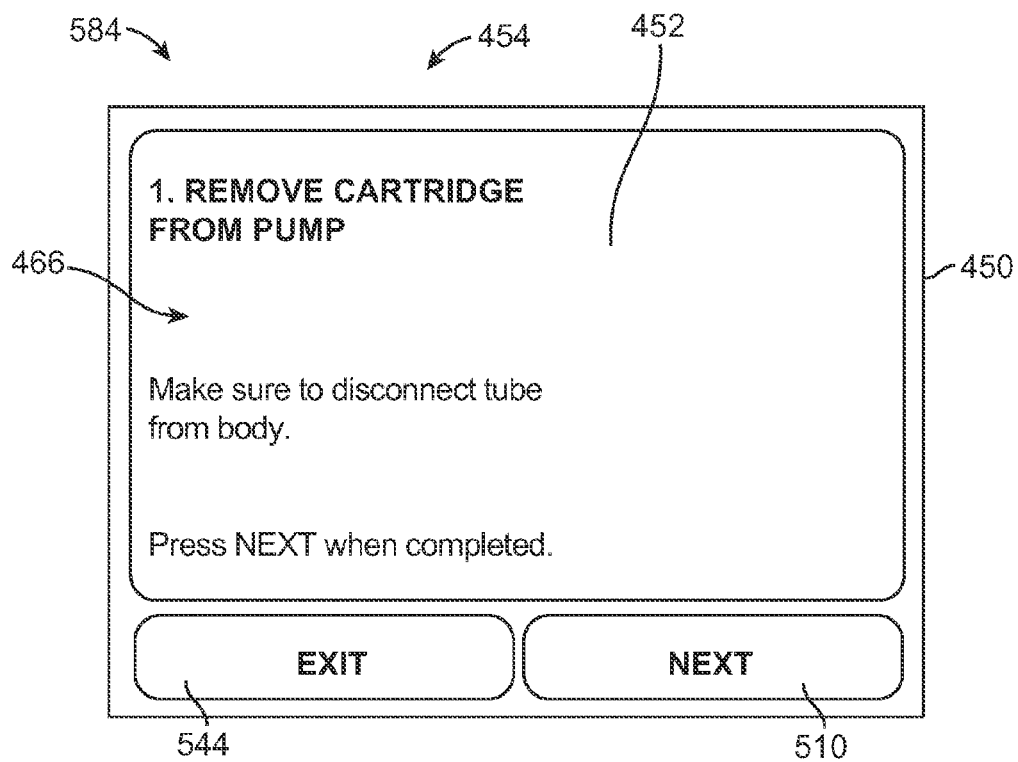 584
454
452
1. REMOVE CARTRIDGE
FROM PUMP
466
450
Make sure to disconnect tube
from body.
Press NEXT when completed.
EXIT
NEXT
544
510